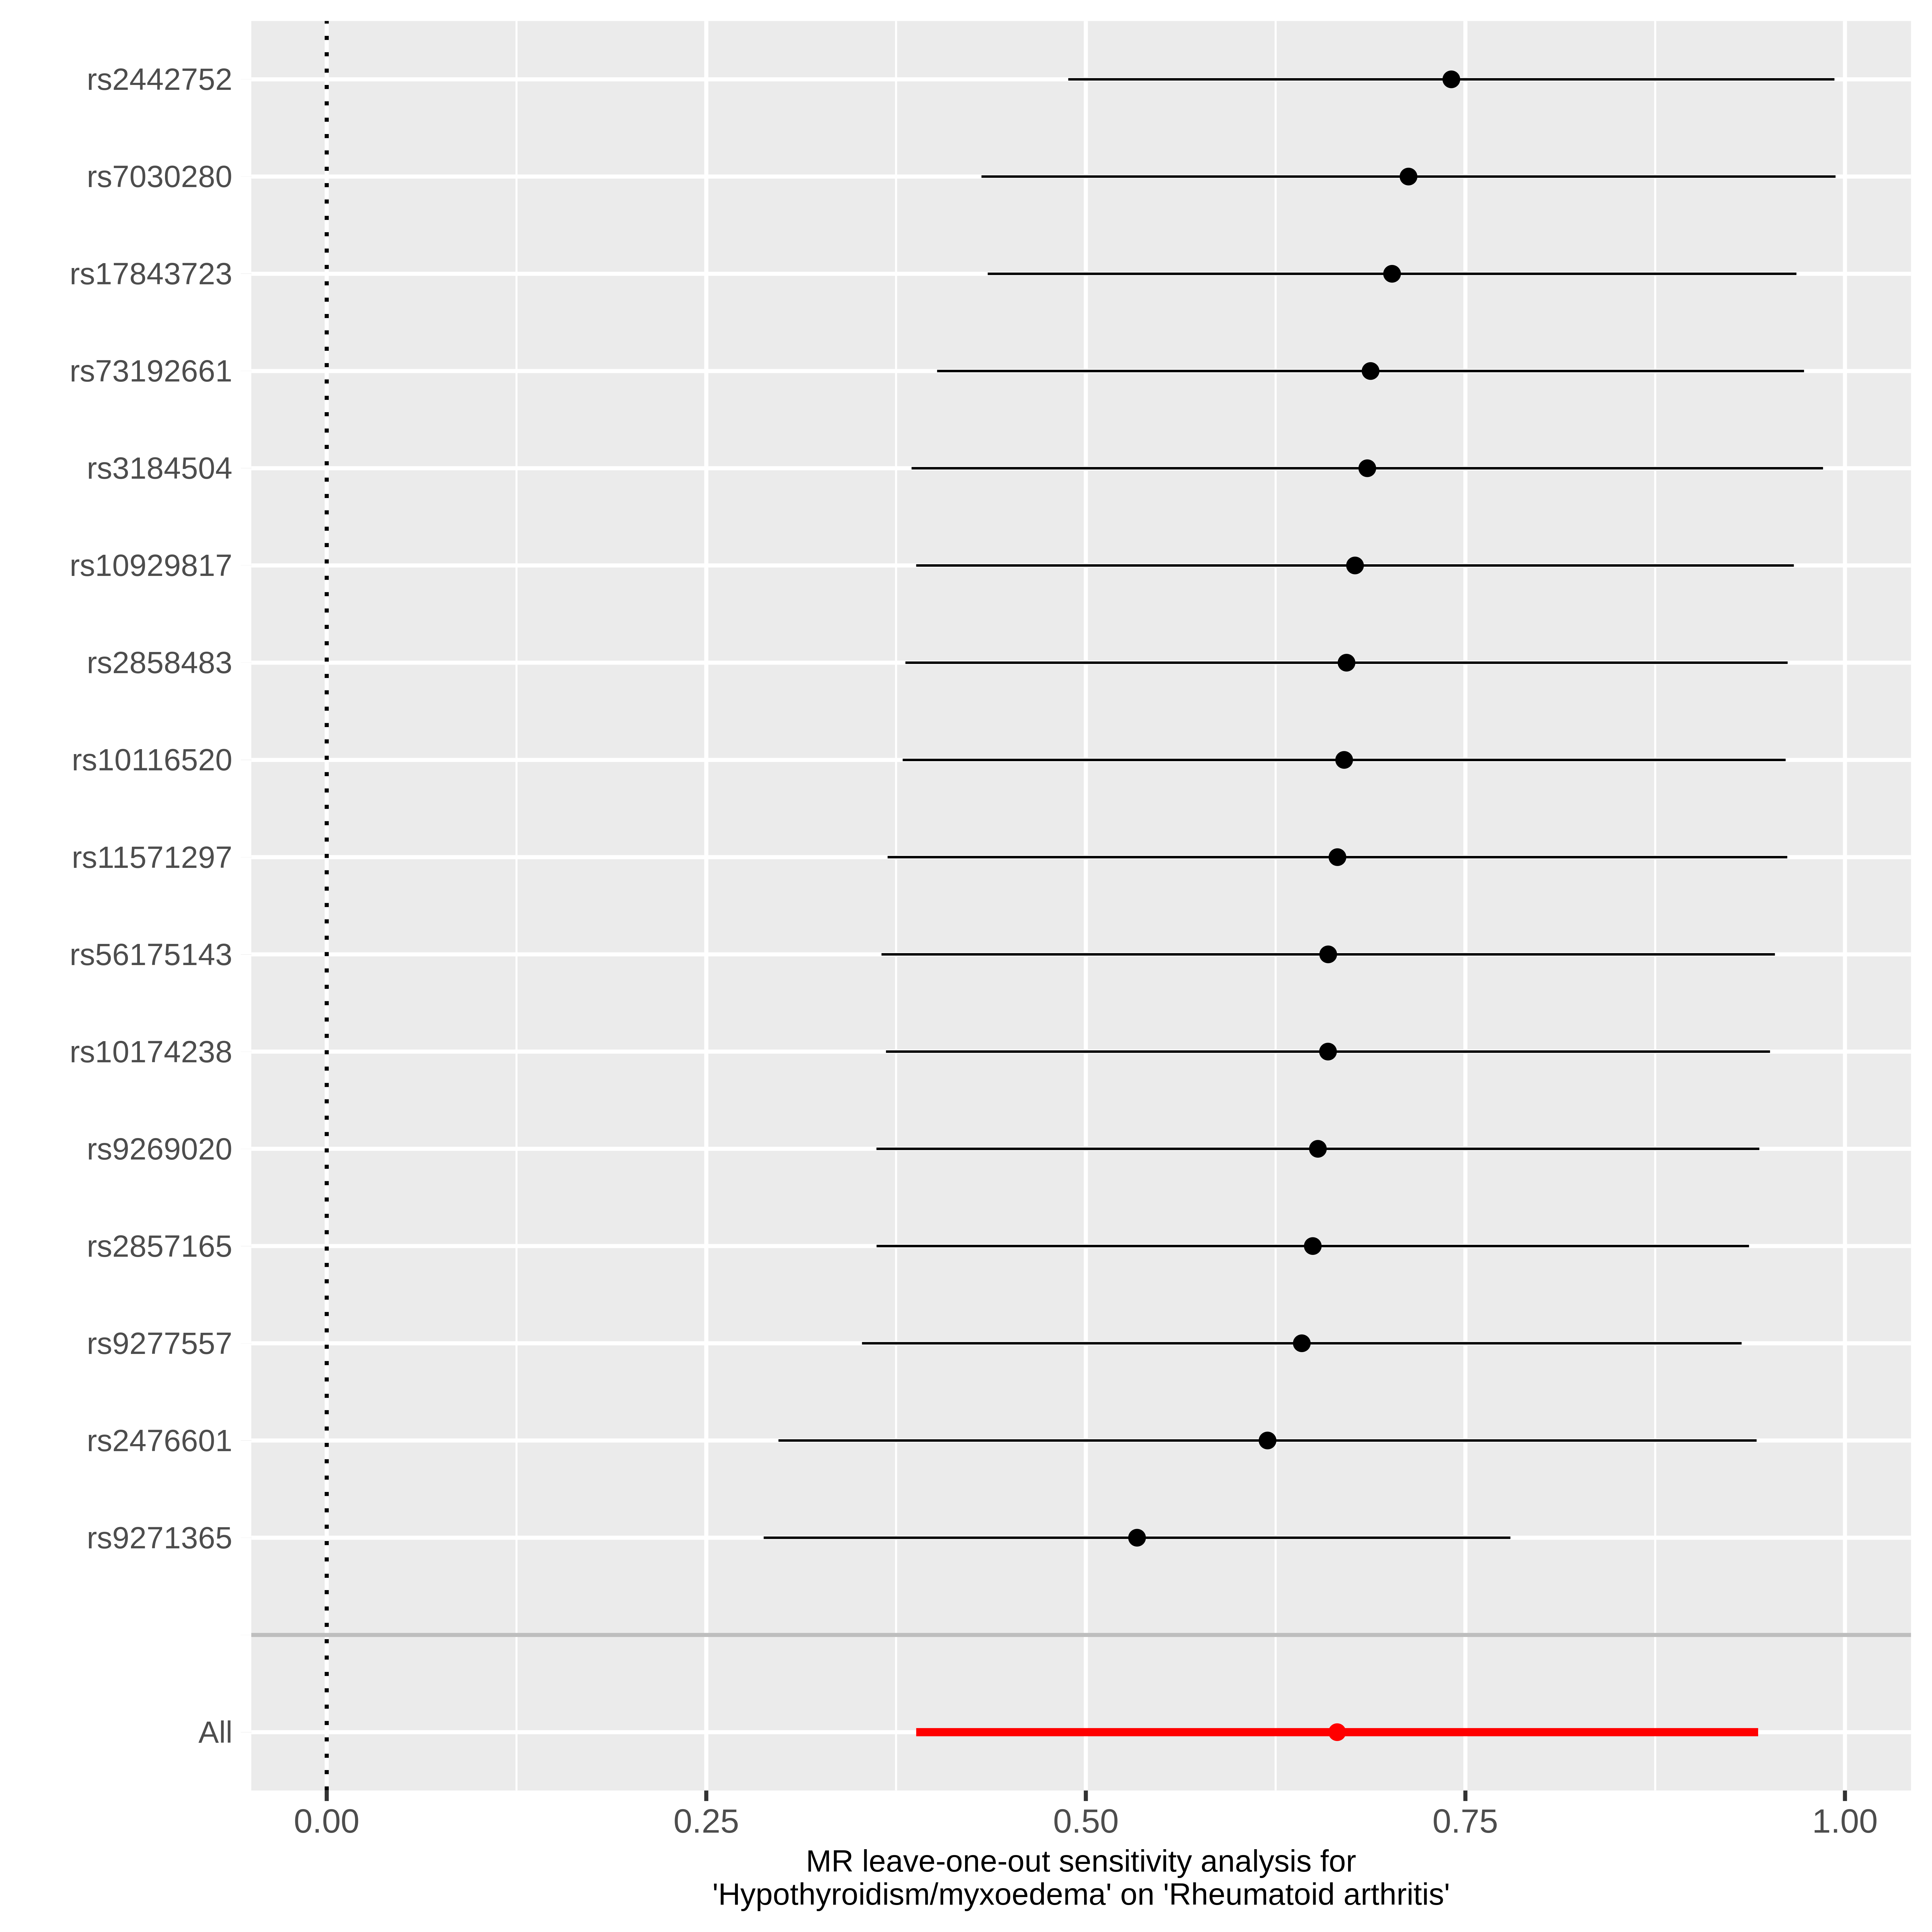 rs2442752
rs7030280
rs17843723
rs73192661
rs3184504
rs10929817
rs2858483
rs10116520
rs11571297
rs56175143
rs10174238
rs9269020
rs2857165
rs9277557
rs2476601
rs9271365
All
0.00 0.25 0.50 0.75 1.00
MR leave-one-out sensitivity analysis for
'Hypothyroidism/myxoedema' on 'Rheumatoid arthritis'